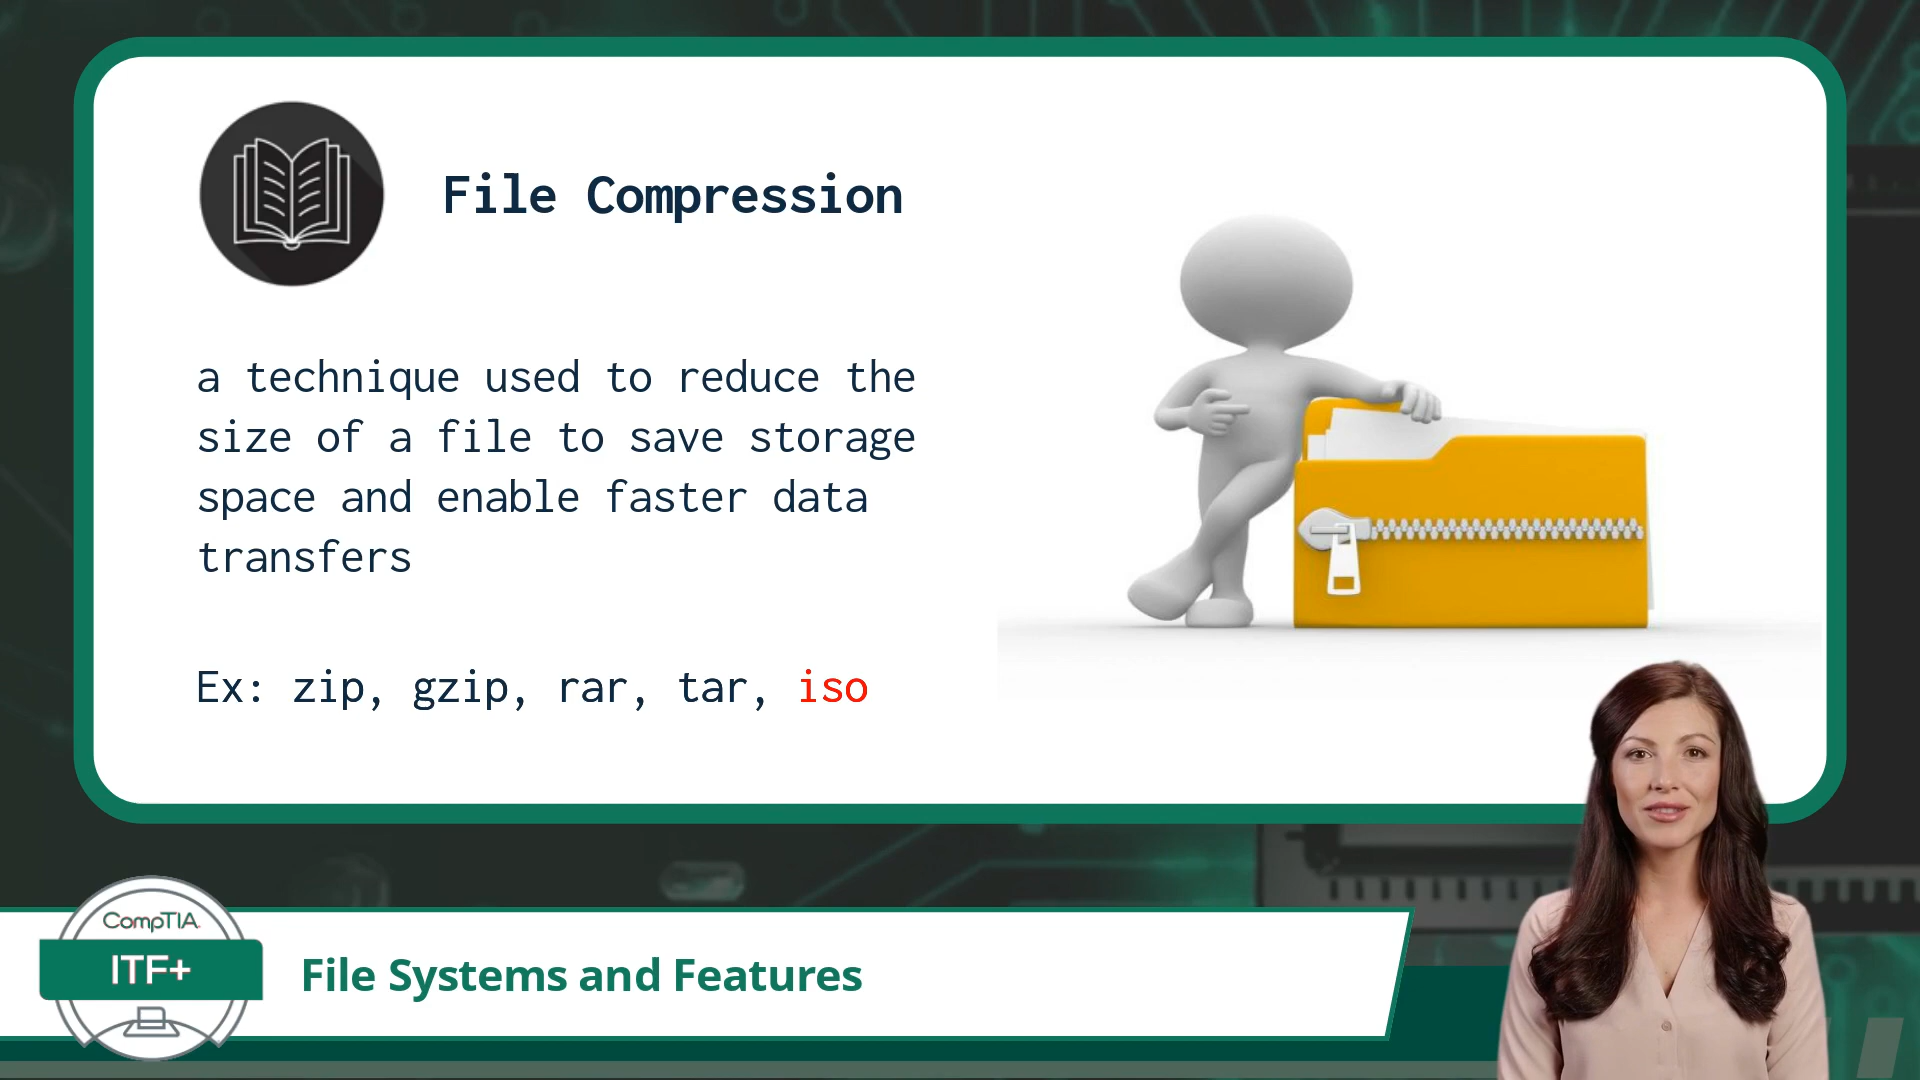 File Compression
a technique used to reduce the
size of a file to save storage
space and enable faster data
transfers
Ex: zip, gzip, rar, tar, iso
CompTIA
ITF+
File Systems and Features